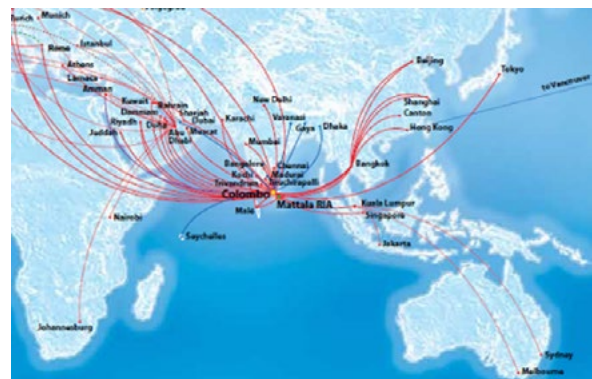 Munich
Rome
Istanbul
Athens
Larnaca
Amman
Kuwait
Bahrain
Dammam
Sharjah
Riyadh
Doha
Dubai
Juddah
Abu
Dhabi
Muscat
Karachi
New Delhi
Varanasi
Gaya
Dhaka
Mumbai
Beijing
Tokyo
Shanghai
Canton
Hong Kong
to Vancouver
Bangkok
Bangalore
Chennai
Kochi
Madurai
Trivandrum
Tiruchirapalli
Colombo
Mattala RIA
Male
Kuala Lumpur
Singapore
Jakarta
Seychelles
Nairobi
Johannesburg
Sydney
Melbourne